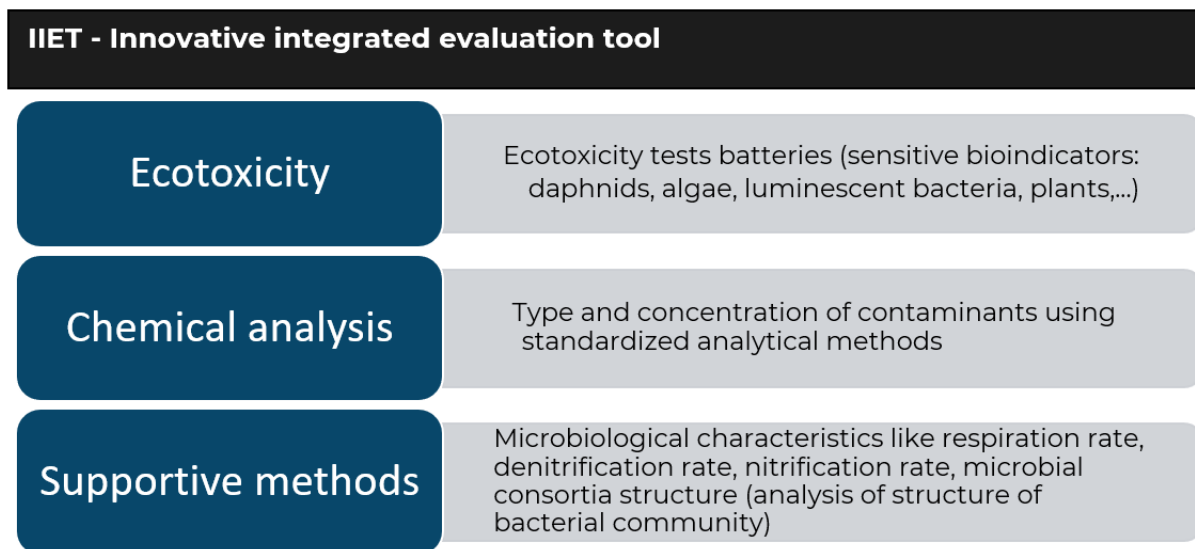 IIET - Innovative integrated evaluation tool
Ecotoxicity
Ecotoxicity tests batteries (sensitive bioindicators:
daphnids, algae, luminescent bacteria, plants,...)
Chemical analysis
Type and concentration of contaminants using
standardized analytical methods
Supportive methods
Microbiological characteristics like respiration rate,
denitrification rate, nitrification rate, microbial
consortia structure (analysis of structure of
bacterial community)